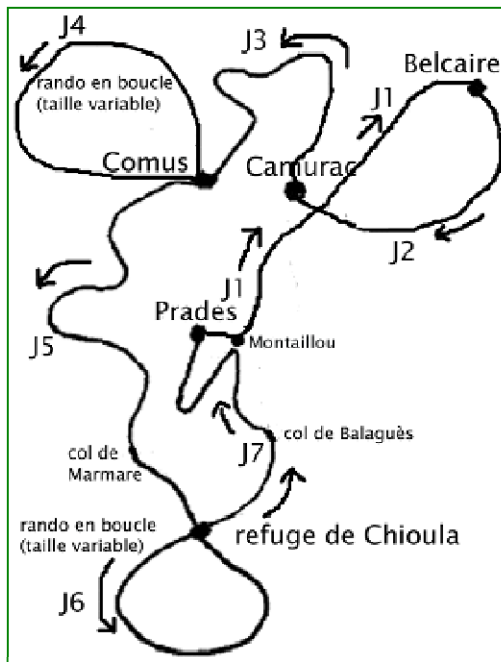 J4
J3
Belcaire
rando en boucle
(taille variable)
J1
Comus
Camurac
J2
J1
Prades
J5
Montaillou
col de Balaguès
J7
col de
Marmare
rando en boucle
(taille variable)
refuge de Chioula
J6